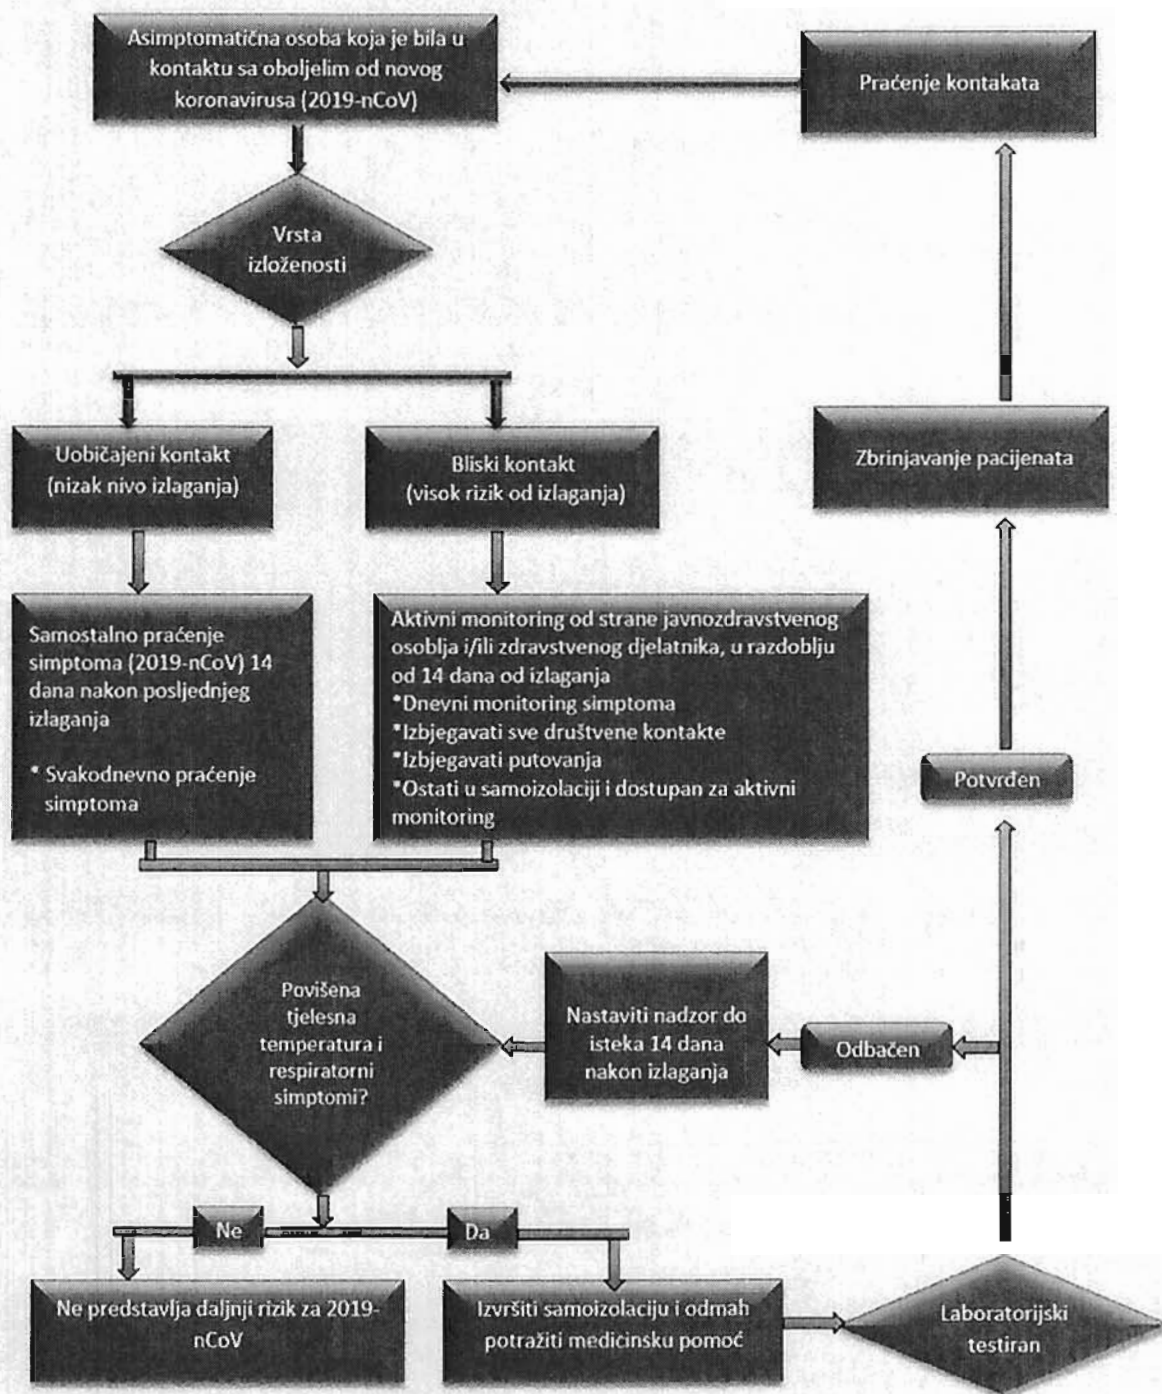 Asimptomatična osoba koja je bila u
kontaktu sa oboljelim od novog
koronavirusa (2019-nCoV)
Praćenje kontakata
Vrsta
izloženosti
Uobičajeni kontakt
(nizak nivo izlaganja)
Bliski kontakt
(visok rizik od izlaganja)
Zbrinjavanje pacijenata
Samostalno praćenje
simptoma (2019-nCoV) 14
dana nakon posljednjeg
izlaganja
* Svakodnevno praćenje
simptoma
Aktivni monitoring od strane javnozdravstvenog
osoblja i/ili zdravstvenog djelatnika, u razdoblju
od 14 dana od izlaganja
*Dnevni monitoring simptoma
*Izbjegavati sve društvene kontakte
*Izbjegavati putovanja
*Ostati u samoizolaciji i dostupan za aktivni
monitoring
Potvrđen
Povišena
tjelesna
temperatura i
respiratorni
simptomi?
Nastaviti nadzor do
isteka 14 dana
nakon izlaganja
Odbačen
Ne
Da
Ne predstavlja daljnji rizik za 2019-
nCoV
Izvršiti samoizolaciju i odmah
potražiti medicinsku pomoć
Laboratorijski
testiran